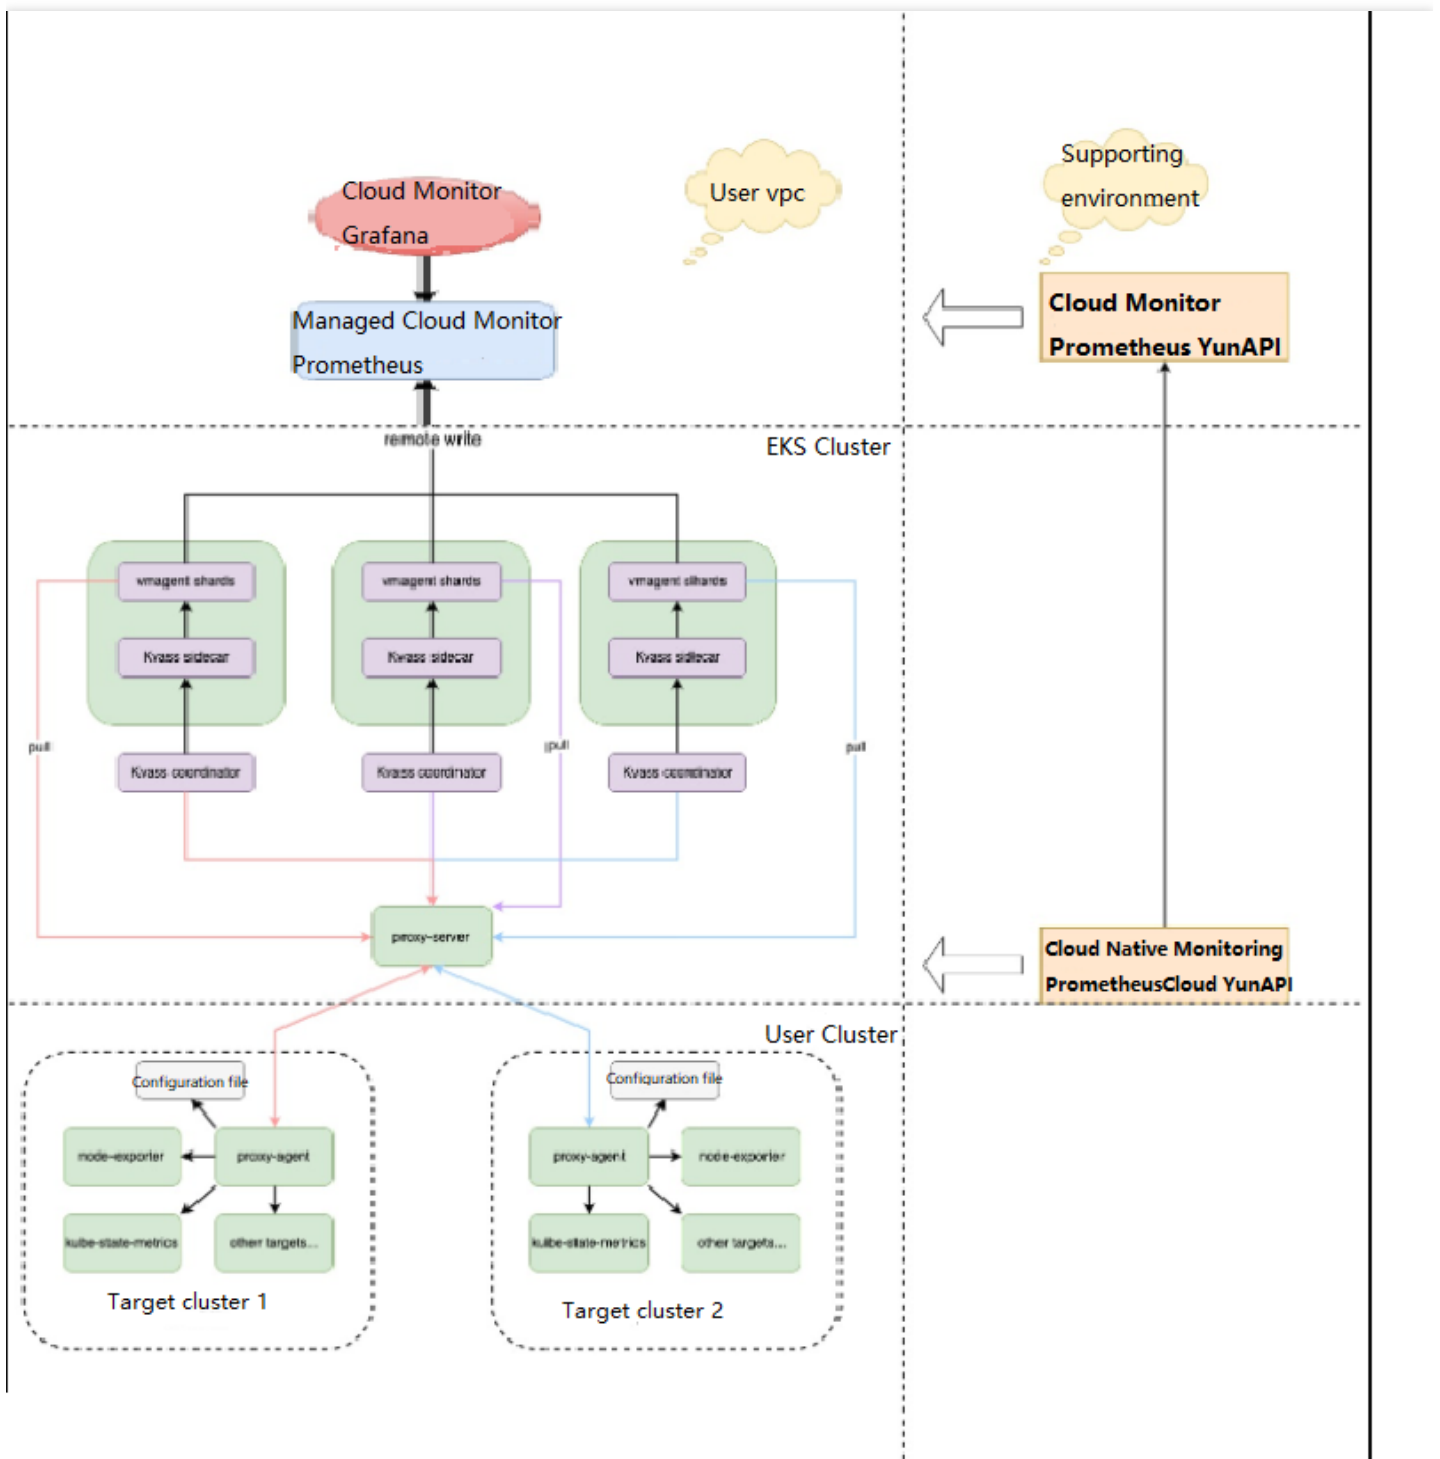 Cloud Monitor
Grafana
User vpc
Supporting
environment
Managed Cloud Monitor
Prometheus
Cloud Monitor
Prometheus YunAPI
remote write
EKS Cluster
vmagent shards
vmagent shards
vmagent shards
Kvass sidecar
Kvass sidecar
Kvass sidecar
pull
pull
pull
Kvass coordinator
Kvass coordinator
Kvass coordinator
proxy-server
Cloud Native Monitoring
PrometheusCloud YunAPI
User Cluster
Configuration file
node-exporter
proxy-agent
kube-state-metrics
other targets...
Target cluster 1
Configuration file
proxy-agent
node-exporter
kube-state-metrics
other targets...
Target cluster 2